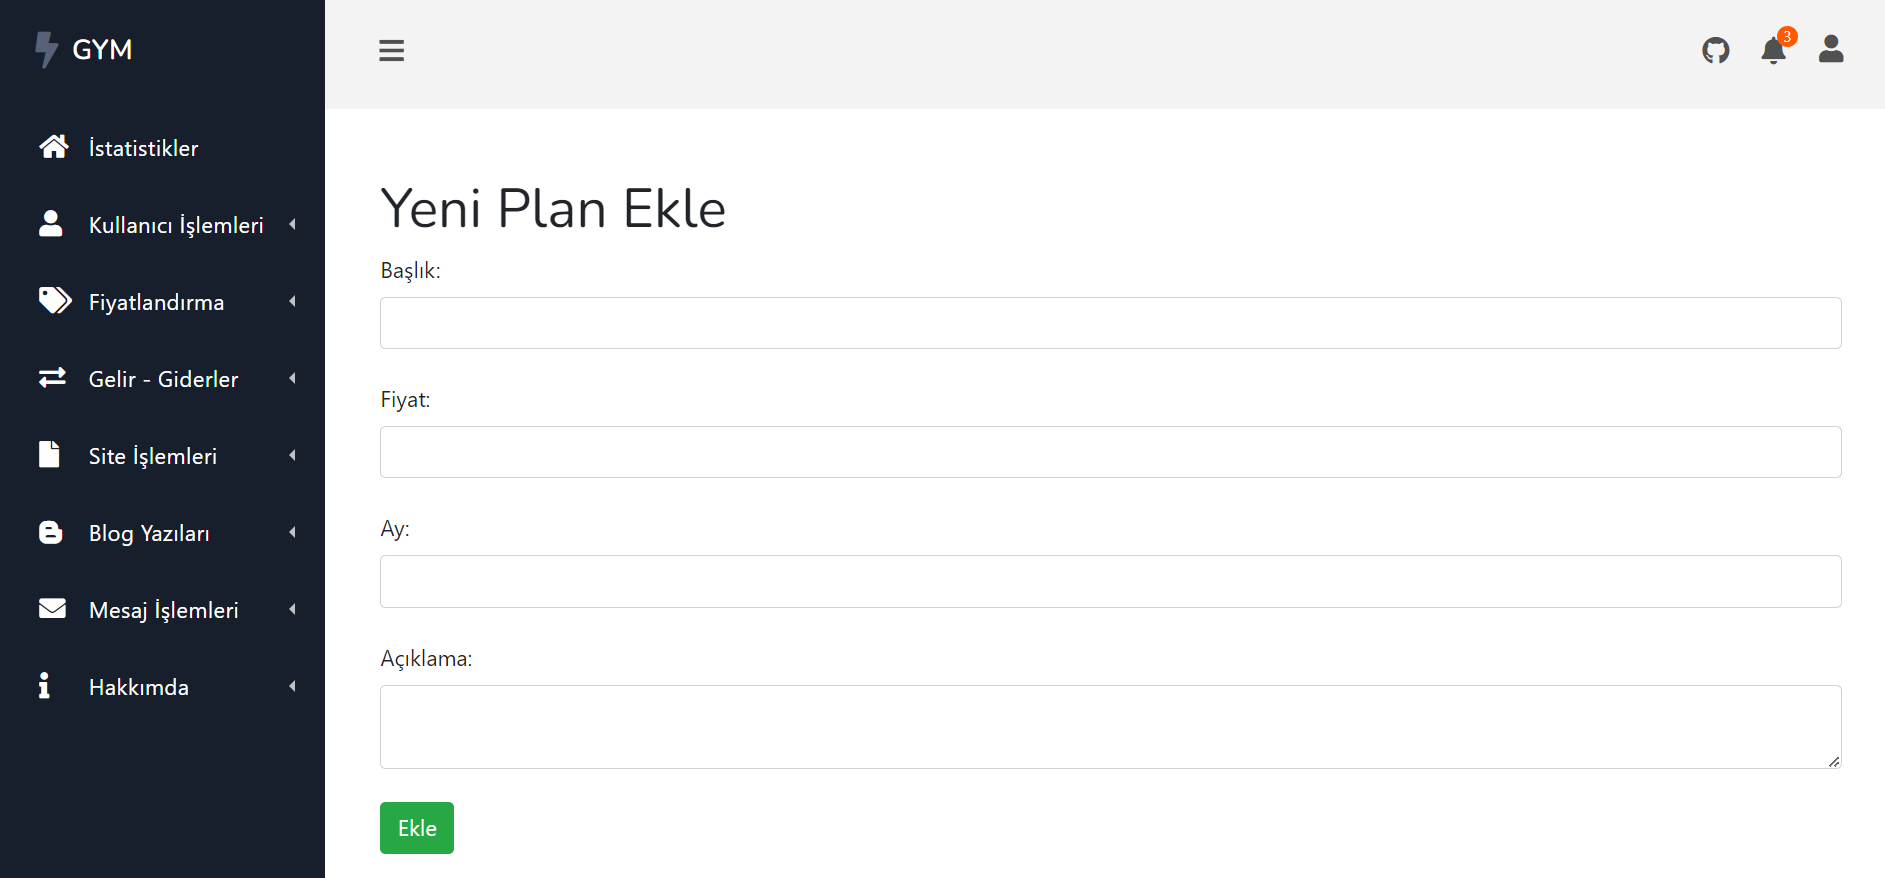 GYM
3
İstatistikler
Kullanıcı İşlemleri
Fiyatlandırma
Gelir - Giderler
Site İşlemleri
Blog Yazıları
Mesaj İşlemleri
Hakkımda
Yeni Plan Ekle
Başlık:
Fiyat:
Ay:
Açıklama:
Ekle